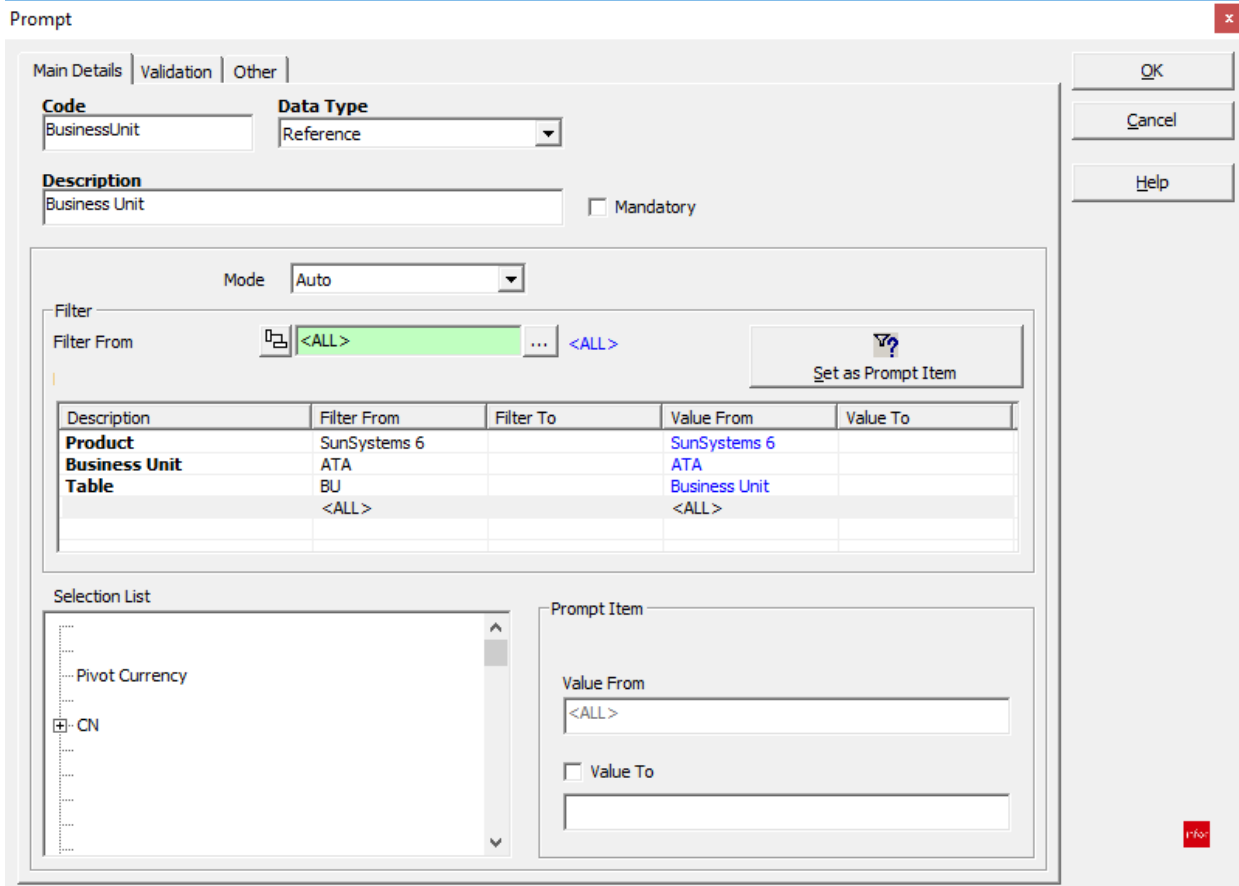 Prompt
x
Main Details Validation Other
OK
Code Data Type
BusinessUnit Reference
Cancel
Description
Business Unit Mandatory
Help
Mode Auto
Filter
Filter From <ALL> ... <ALL>
Set as Prompt Item
Description Filter From Filter To Value From Value To
Product SunSystems 6 SunSystems 6
Business Unit ATA ATA
Table BU Business Unit
<ALL> <ALL>
Selection List
Prompt Item
Pivot Currency
CN
Value From
<ALL>
Value To
infor